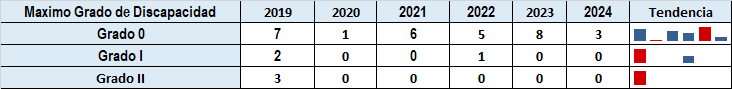 Maximo Grado de Discapacidad 2019 2020 2021 2022 2023 2024 Tendencia
Grado 0 7 1 6 5 8 3
Grado I 2 0 0 1 0 0
Grado II 3 0 0 0 0 0